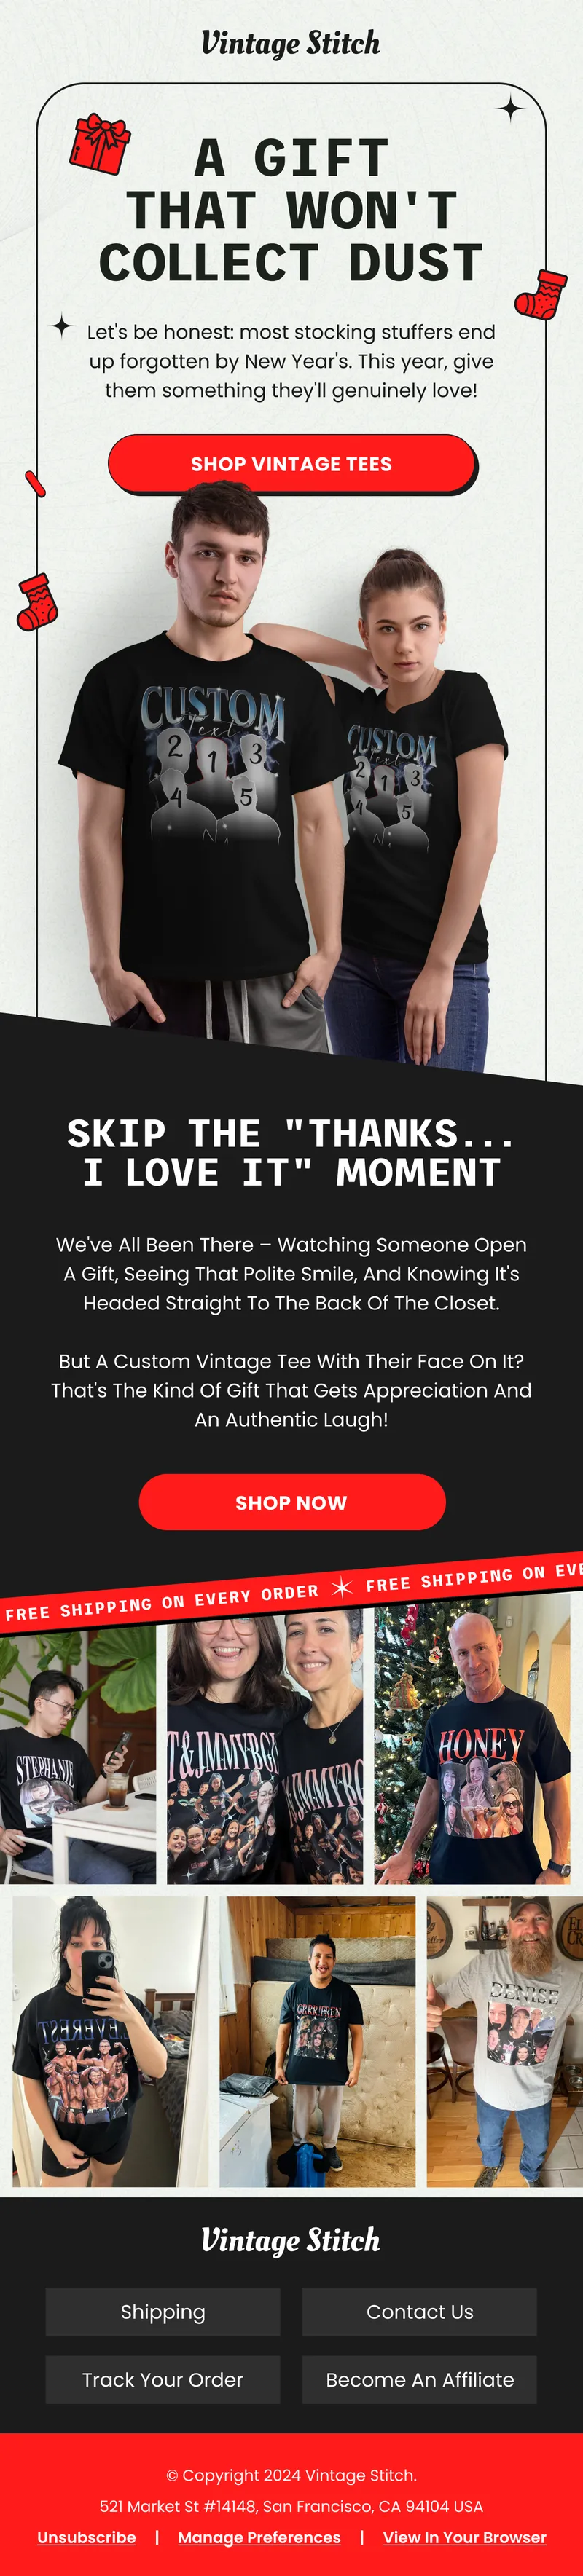 Vintage Stitch
A GIFT
THAT WON'T
COLLECT DUST
Let's be honest: most stocking stuffers end
up forgotten by New Year's. This year, give
them something they'll genuinely love!
SHOP VINTAGE TEES
CUSTOM
Text
2 1 3
4 5
CUSTOM
Text
2 1 3
4 5
SKIP THE "THANKS...
I LOVE IT" MOMENT
We've All Been There – Watching Someone Open
A Gift, Seeing That Polite Smile, And Knowing It's
Headed Straight To The Back Of The Closet.
But A Custom Vintage Tee With Their Face On It?
That's The Kind Of Gift That Gets Appreciation And
An Authentic Laugh!
SHOP NOW
FREE SHIPPING ON EVERY ORDER FREE SHIPPING ON EVE
STEPHANIE
HONEY
DENISE
Vintage Stitch
Shipping
Contact Us
Track Your Order
Become An Affiliate
© Copyright 2024 Vintage Stitch.
521 Market St #14148, San Francisco, CA 94104 USA
Unsubscribe | Manage Preferences | View In Your Browser